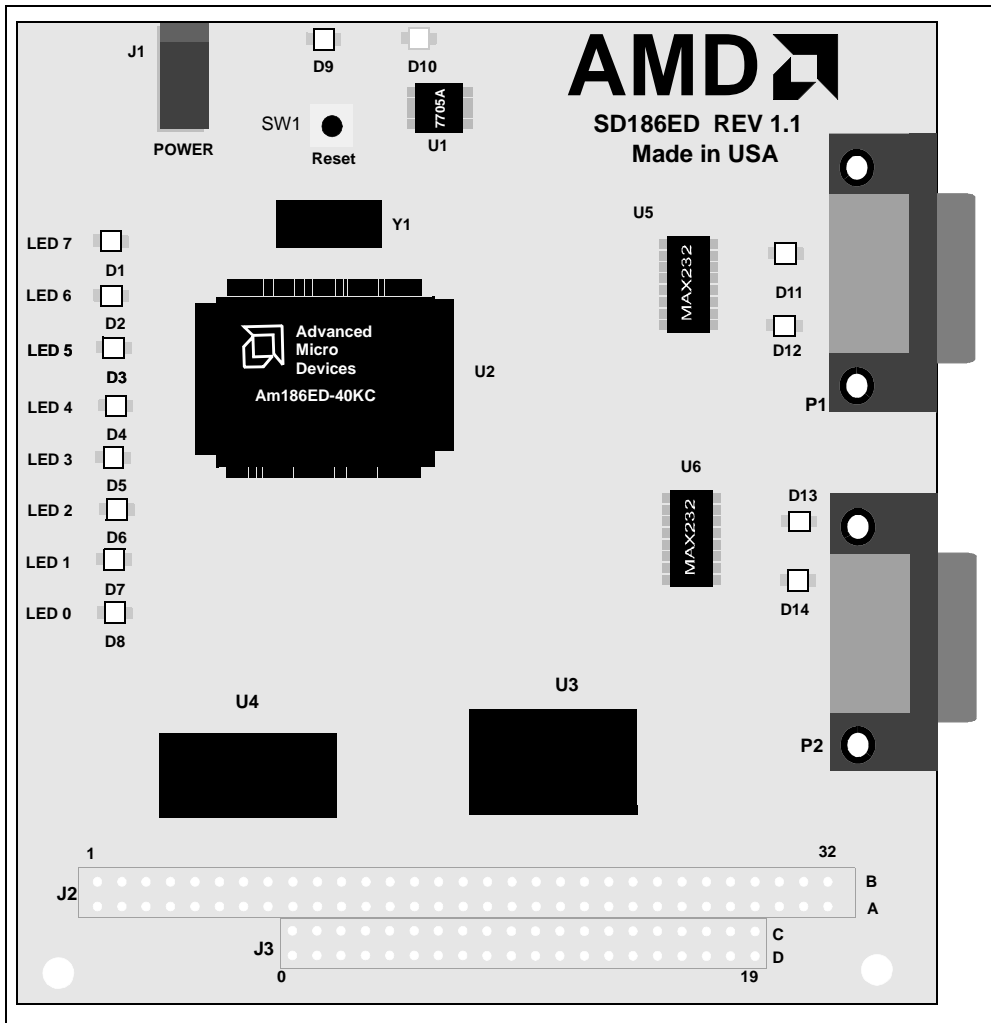 J1
D9
D10
AMD
7705A
SW1
U1
SD186ED REV 1.1
Made in USA
POWER
Reset
Y1
U5
LED 7
D1
MAX232
D11
LED 6
D2
Advanced
Micro
Devices
D12
LED 5
D3
U2
Am186ED-40KC
P1
LED 4
D4
LED 3
D5
U6
D13
LED 2
D6
MAX232
LED 1
D7
D14
LED 0
D8
U4
U3
P2
1
32
J2
B
A
J3
C
D
0
19